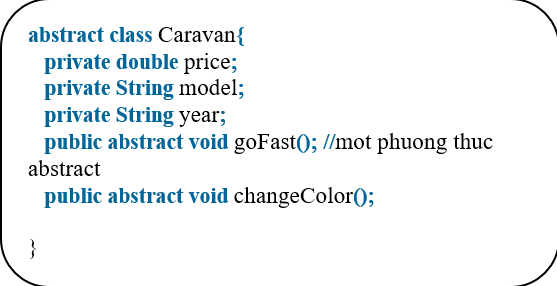 abstract class Caravan{
private double price;
private String model;
private String year;
public abstract void goFast(); //mot phuong thuc
abstract
public abstract void changeColor();
}